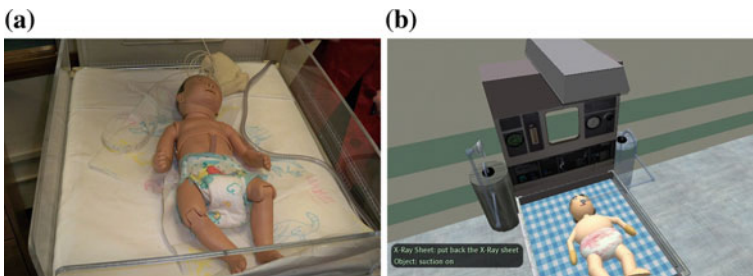 (a) (b)
X-Ray Sheet: put back the X-Ray sheet
Object: suction on